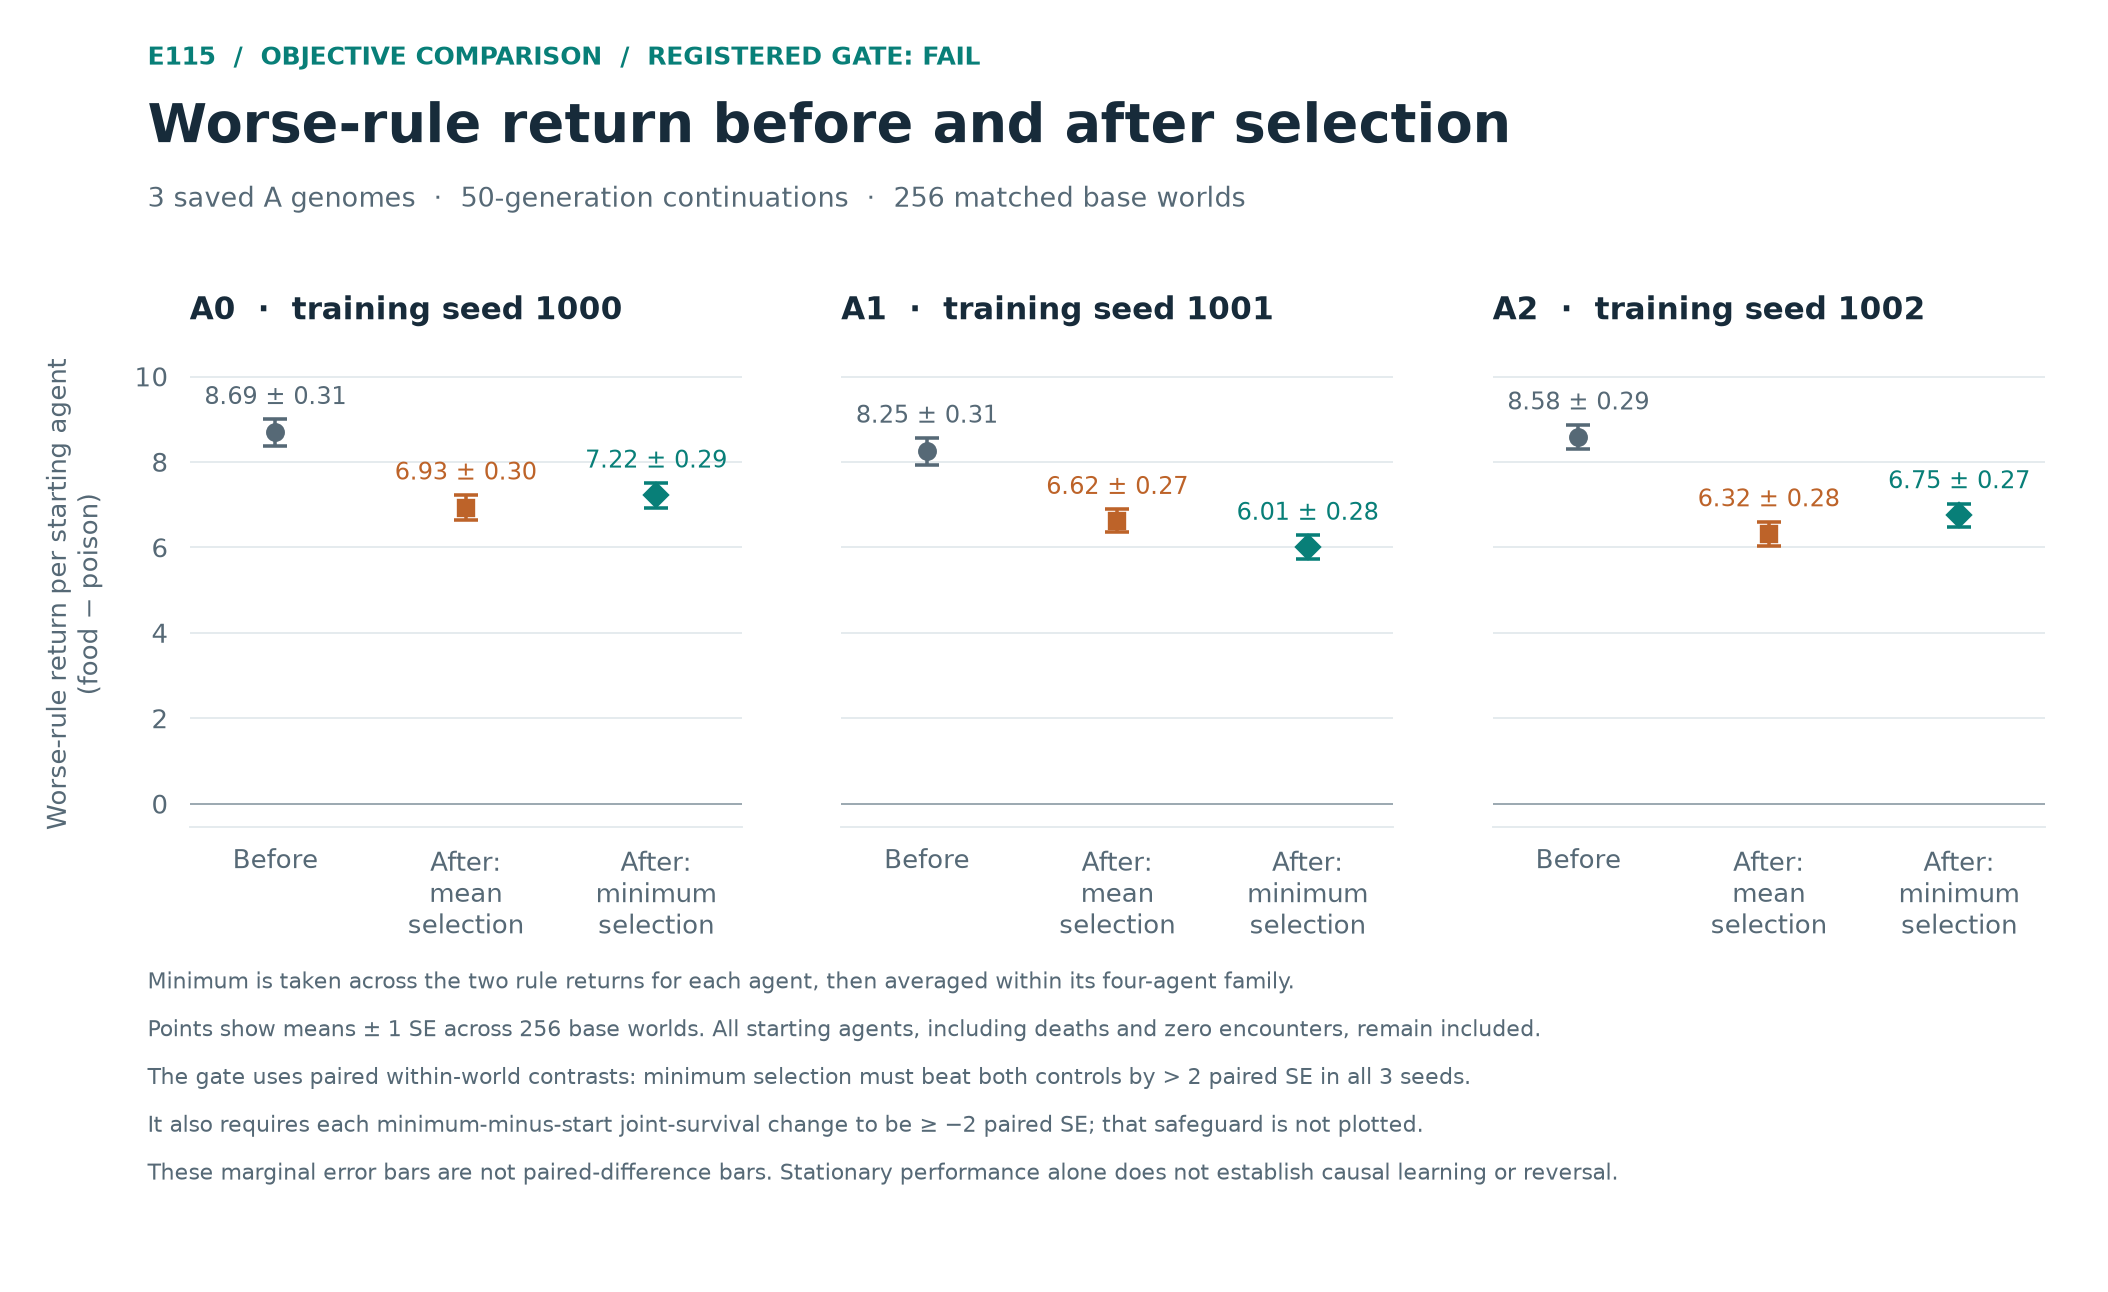 E115 / OBJECTIVE COMPARISON / REGISTERED GATE: FAIL
Worse-rule return before and after selection
3 saved A genomes · 50-generation continuations · 256 matched base worlds
Worse-rule return per starting agent
(food − poison)
A0 · training seed 1000
10
8
6
4
2
0
8.69 ± 0.31
6.93 ± 0.30
7.22 ± 0.29
Before
After:
mean
selection
After:
minimum
selection
A1 · training seed 1001
8.25 ± 0.31
6.62 ± 0.27
6.01 ± 0.28
Before
After:
mean
selection
After:
minimum
selection
A2 · training seed 1002
8.58 ± 0.29
6.32 ± 0.28
6.75 ± 0.27
Before
After:
mean
selection
After:
minimum
selection
Minimum is taken across the two rule returns for each agent, then averaged within its four-agent family.
Points show means ± 1 SE across 256 base worlds. All starting agents, including deaths and zero encounters, remain included.
The gate uses paired within-world contrasts: minimum selection must beat both controls by > 2 paired SE in all 3 seeds.
It also requires each minimum-minus-start joint-survival change to be ≥ −2 paired SE; that safeguard is not plotted.
These marginal error bars are not paired-difference bars. Stationary performance alone does not establish causal learning or reversal.